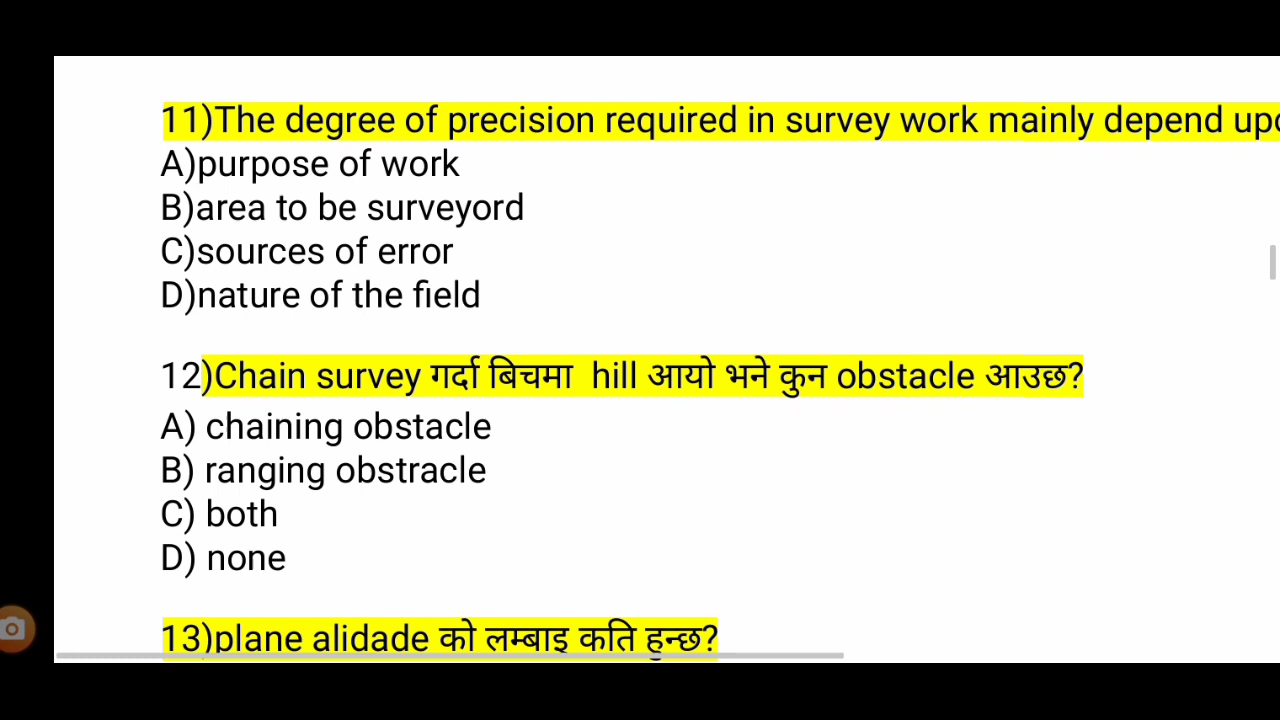 11)The degree of precision required in survey work mainly depend
A)purpose of work
B)area to be surveyord
C)sources of error
D)nature of the field
12)Chain survey गर्दा बिचमा hill आयो भने कुन obstacle आउछ?
A) chaining obstacle
B) ranging obstracle
C) both
D) none
13)plane alidade को लम्बाइ कति हुन्छ?